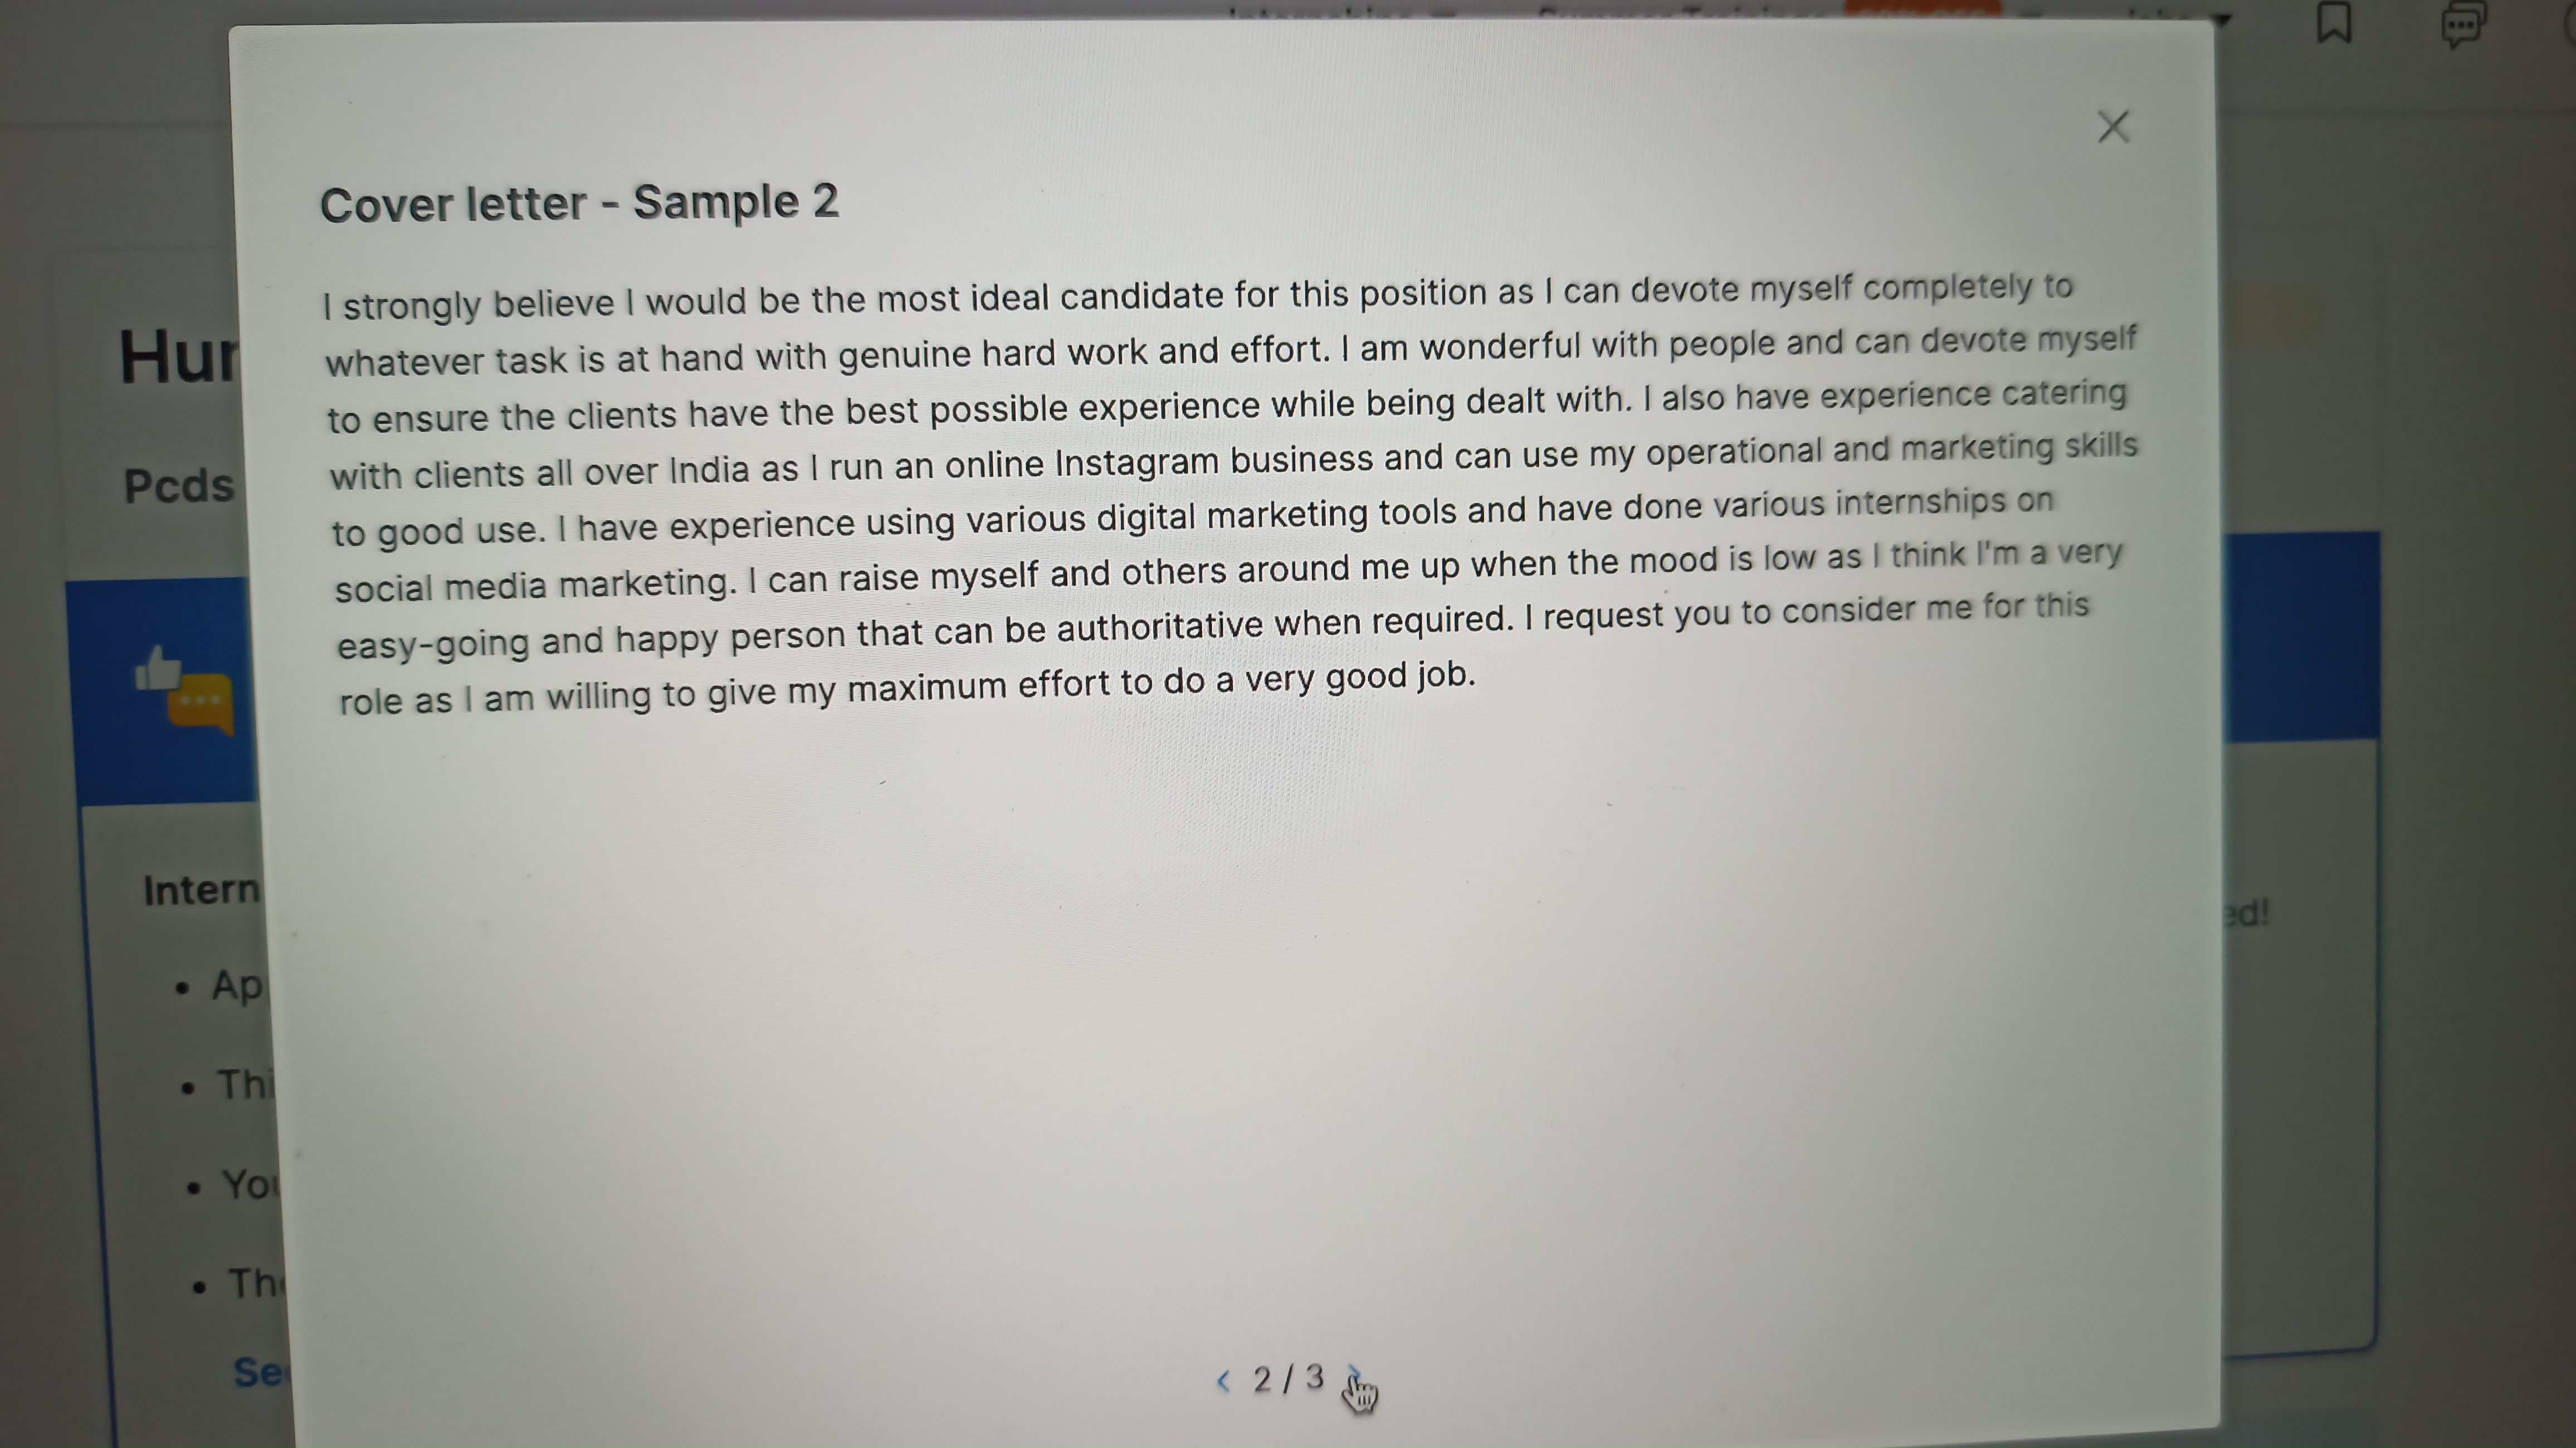 Cover letter - Sample 2
I strongly believe I would be the most ideal candidate for this position as I can devote myself completely to
whatever task is at hand with genuine hard work and effort. I am wonderful with people and can devote myself
to ensure the clients have the best possible experience while being dealt with. I also have experience catering
with clients all over India as I run an online Instagram business and can use my operational and marketing skills
to good use. I have experience using various digital marketing tools and have done various internships on
social media marketing. I can raise myself and others around me up when the mood is low as I think I'm a very
easy-going and happy person that can be authoritative when required. I request you to consider me for this
role as I am willing to give my maximum effort to do a very good job.
Hur
Pcds
Intern
ed!
• Ap
• Thi
• You
• The
Se
< 2 / 3